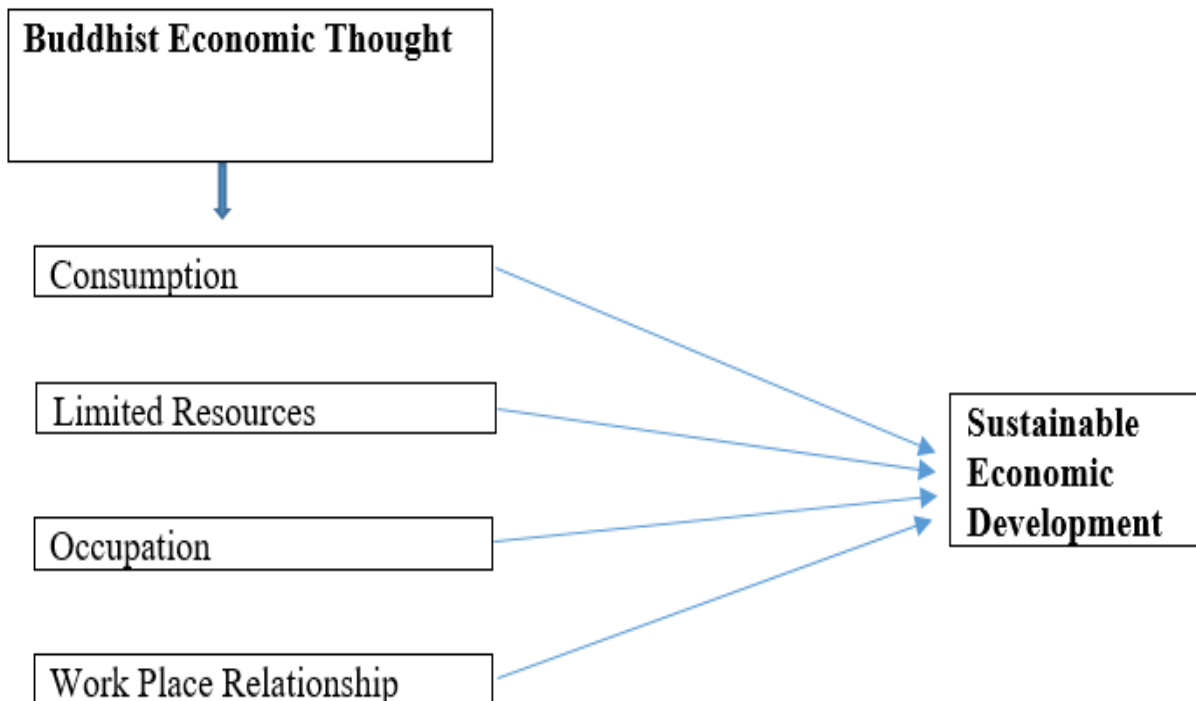 Buddhist Economic Thought
Consumption
Limited Resources
Occupation
Work Place Relationship
Sustainable
Economic
Development